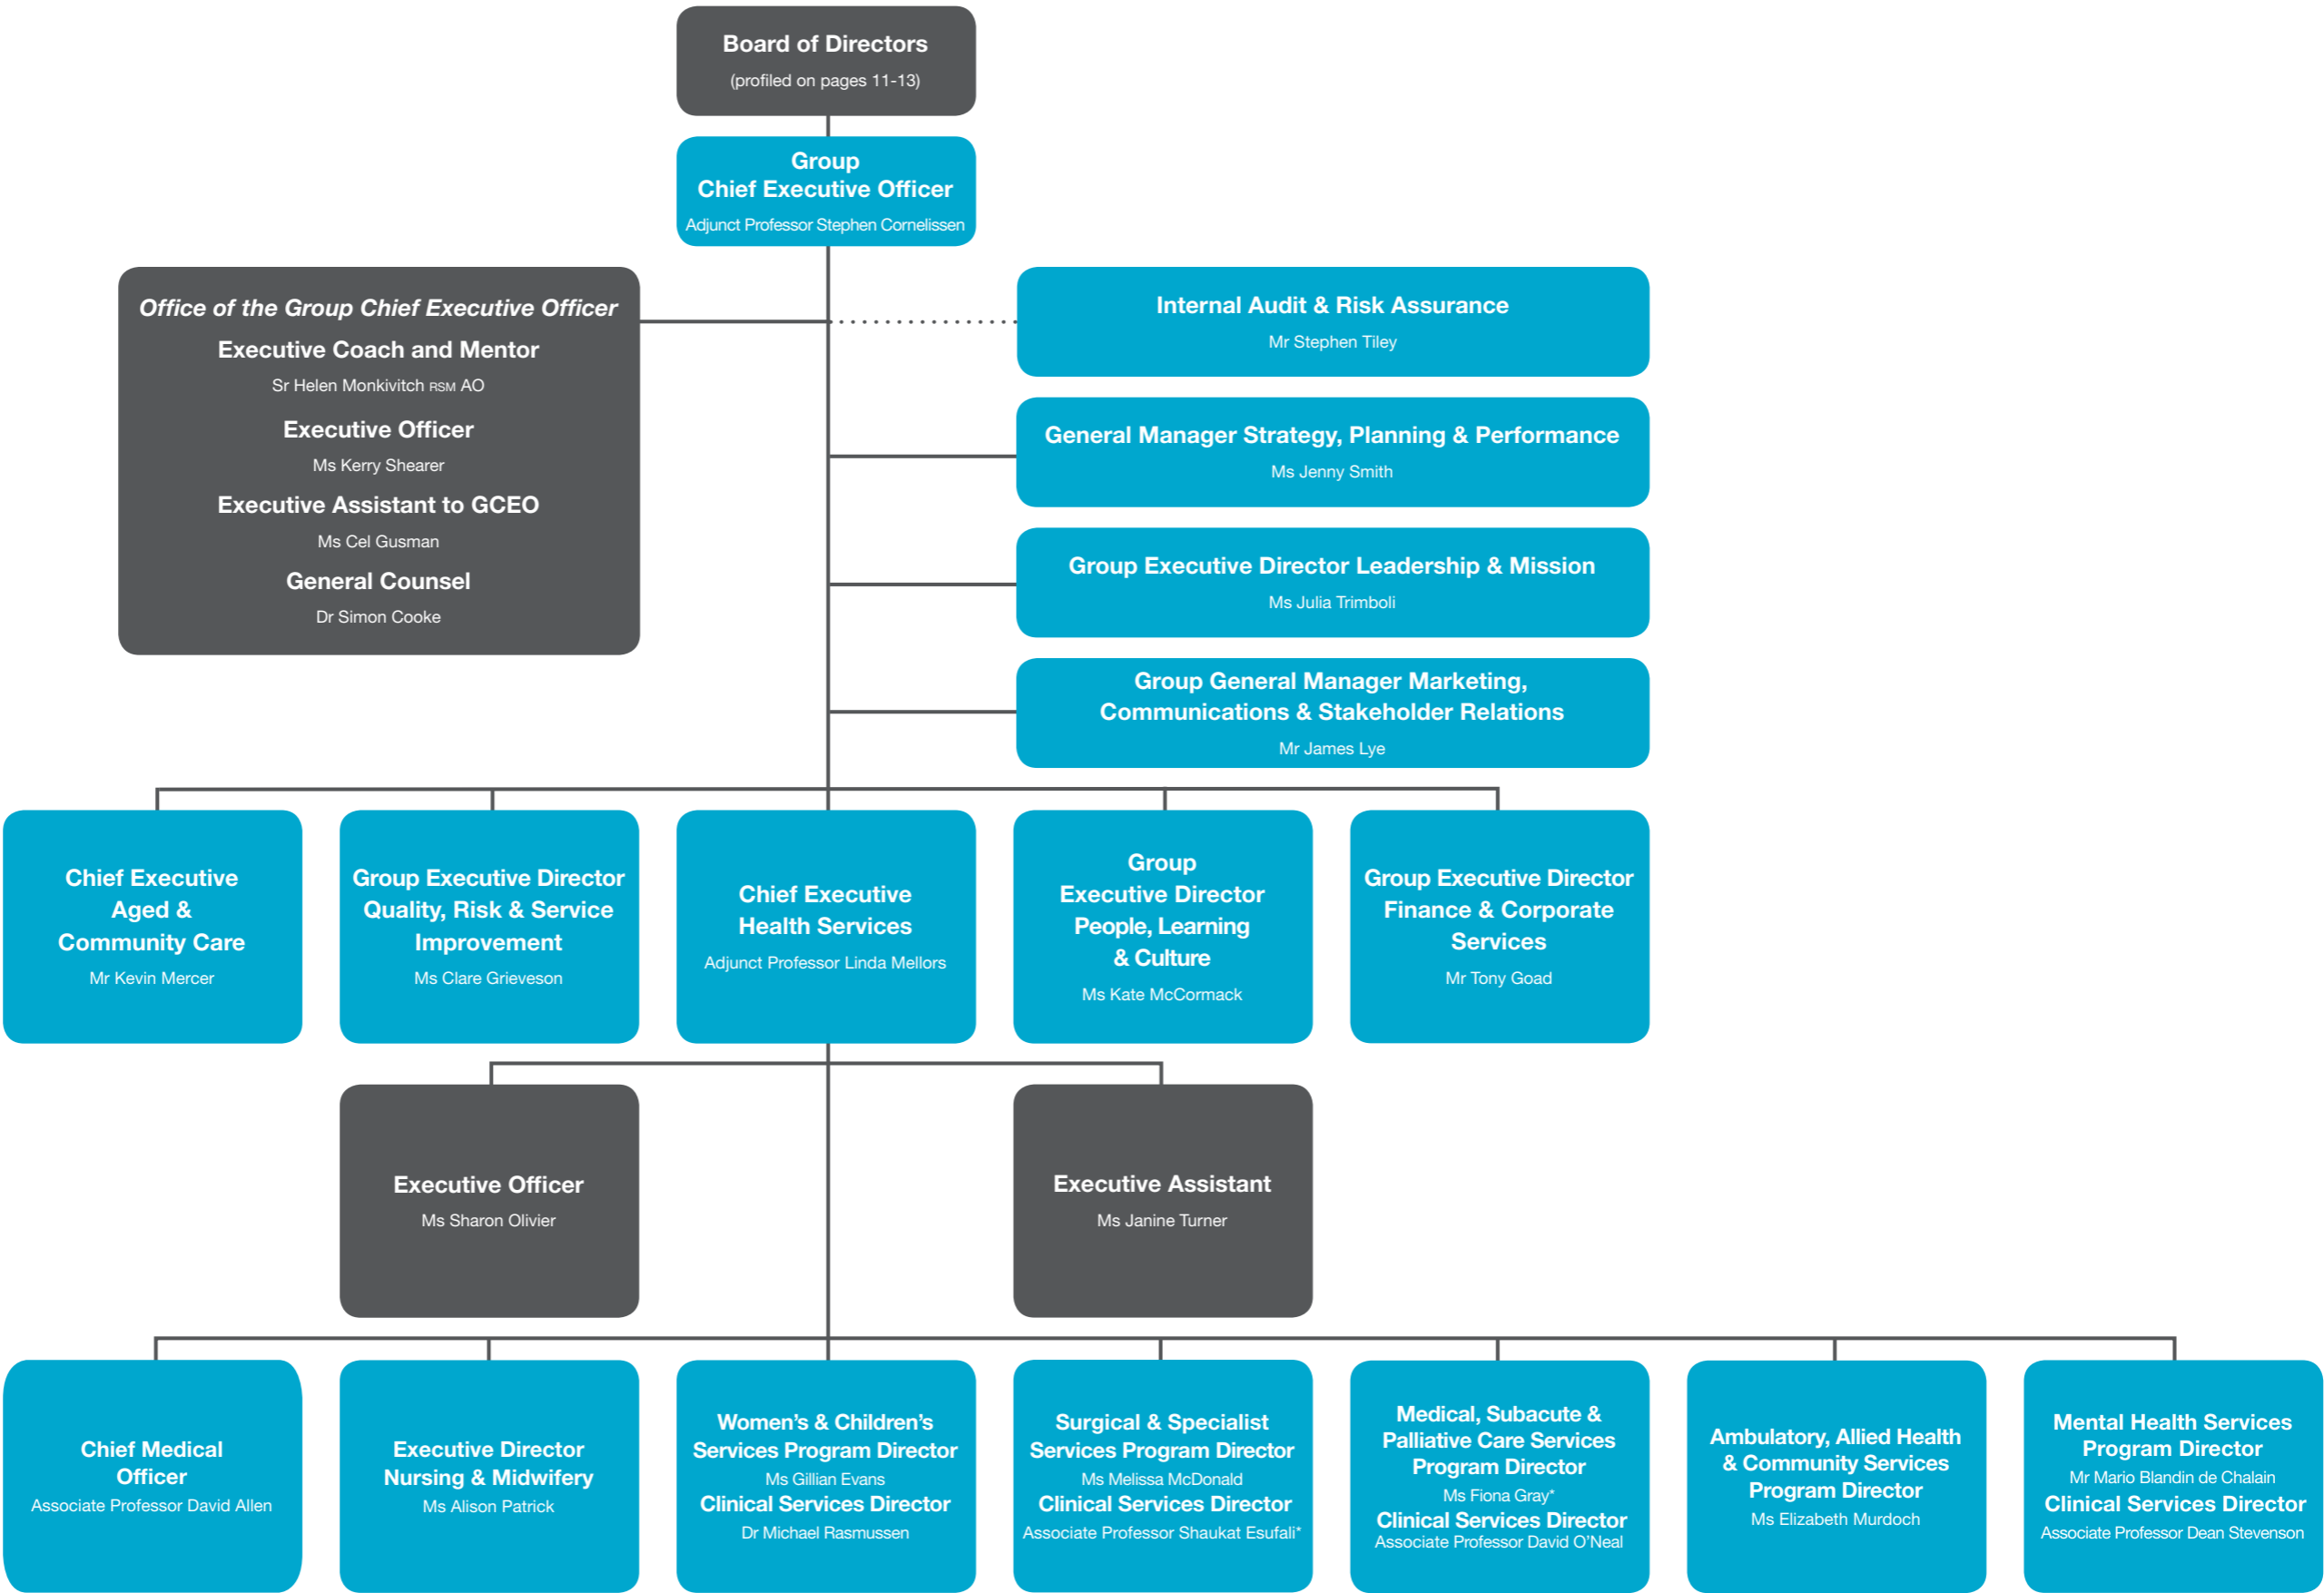 Board of Directors
(profiled on pages 11-13)
Group
Chief Executive Officer
Adjunct Professor Stephen Cornelissen
Office of the Group Chief Executive Officer
Executive Coach and Mentor
Sr Helen Monkivitch RSM AO
Executive Officer
Ms Kerry Shearer
Executive Assistant to GCEO
Ms Cel Gusman
General Counsel
Dr Simon Cooke
Internal Audit & Risk Assurance
Mr Stephen Tiley
General Manager Strategy, Planning & Performance
Ms Jenny Smith
Group Executive Director Leadership & Mission
Ms Julia Trimboli
Group General Manager Marketing,
Communications & Stakeholder Relations
Mr James Lye
Chief Executive
Aged &
Community Care
Mr Kevin Mercer
Group Executive Director
Quality, Risk & Service
Improvement
Ms Clare Grieveson
Chief Executive
Health Services
Adjunct Professor Linda Mellors
Group
Executive Director
People, Learning
& Culture
Ms Kate McCormack
Group Executive Director
Finance & Corporate
Services
Mr Tony Goad
Executive Officer
Ms Sharon Olivier
Executive Assistant
Ms Janine Turner
Chief Medical
Officer
Associate Professor David Allen
Executive Director
Nursing & Midwifery
Ms Alison Patrick
Women’s & Children’s
Services Program Director
Ms Gillian Evans
Clinical Services Director
Dr Michael Rasmussen
Surgical & Specialist
Services Program Director
Ms Melissa McDonald
Clinical Services Director
Associate Professor Shaukat Esufali*
Medical, Subacute &
Palliative Care Services
Program Director
Ms Fiona Gray*
Clinical Services Director
Associate Professor David O’Neal
Ambulatory, Allied Health
& Community Services
Program Director
Ms Elizabeth Murdoch
Mental Health Services
Program Director
Mr Mario Blandin de Chalain
Clinical Services Director
Associate Professor Dean Stevenson